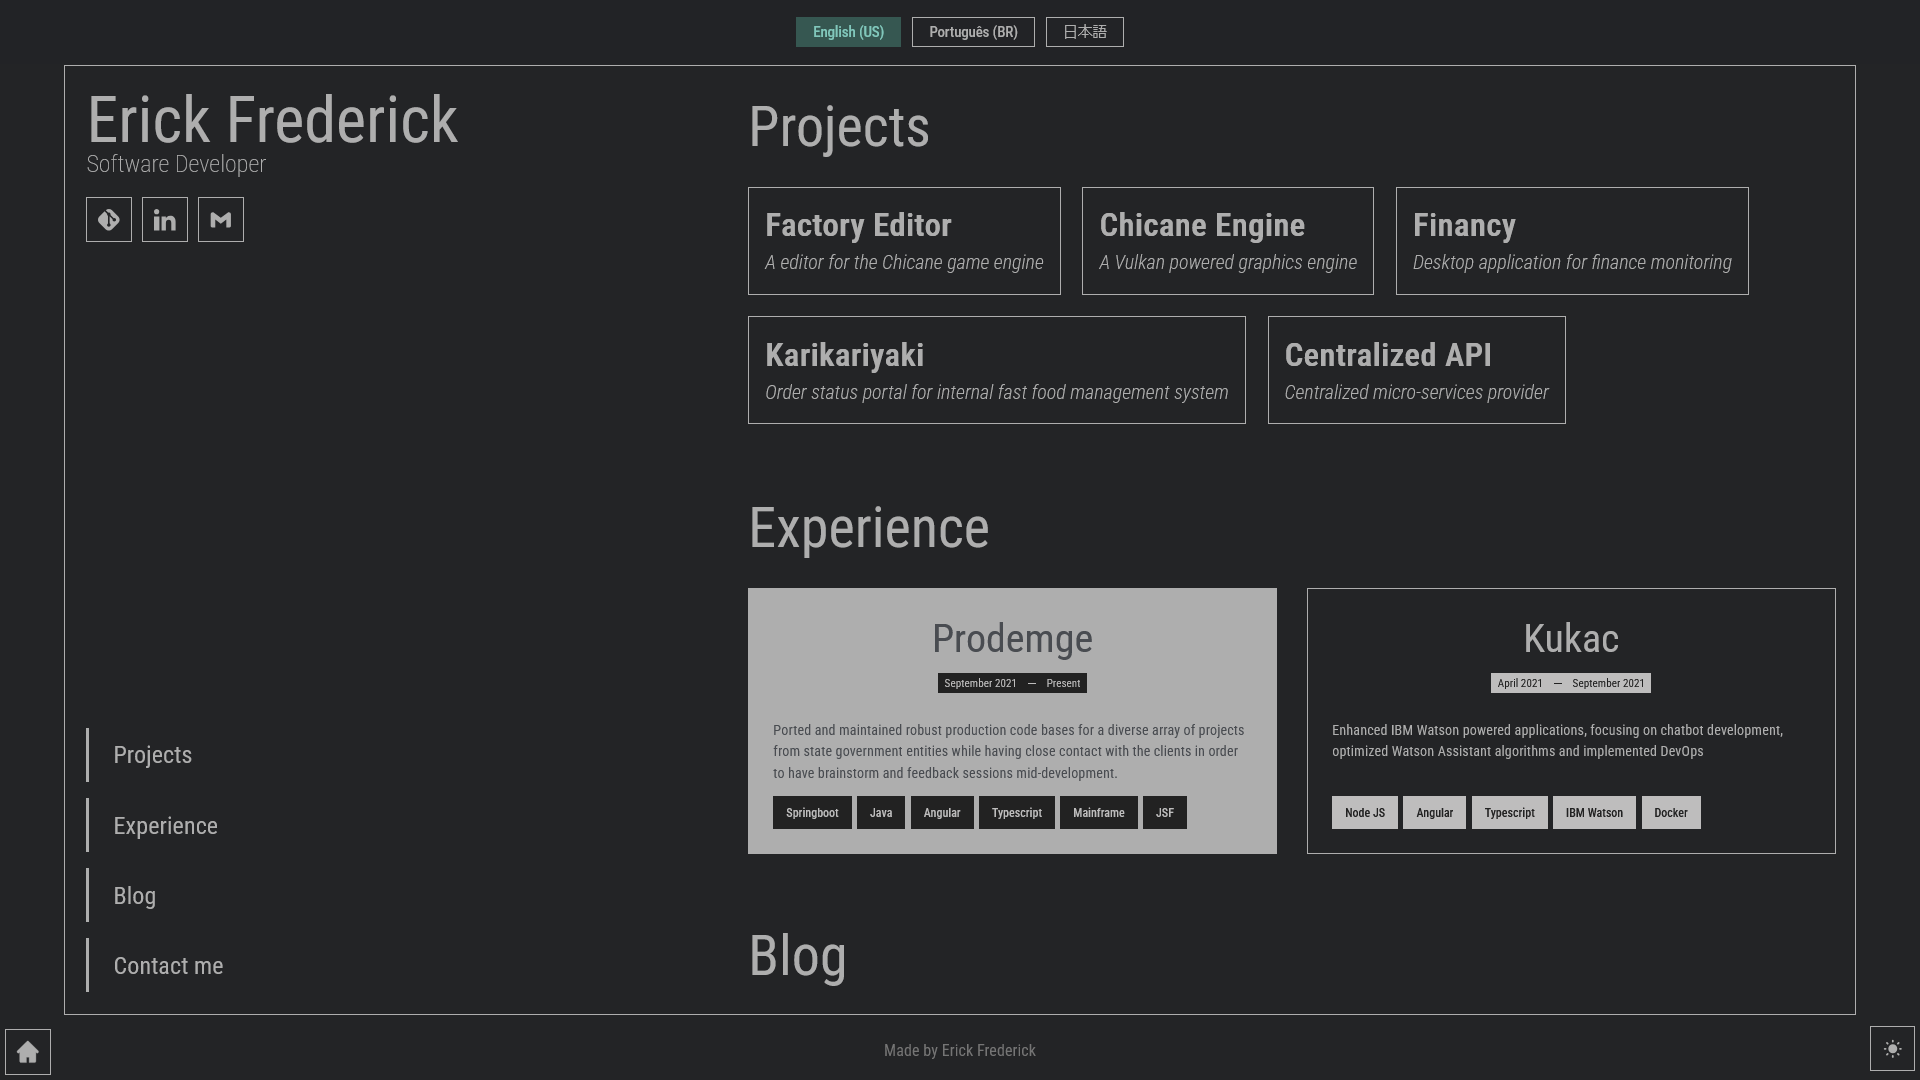 English (US)
Português (BR)
日本語
Erick Frederick
Software Developer
Projects
Experience
Blog
Contact me
Projects
Factory Editor
A editor for the Chicane game engine
Chicane Engine
A Vulkan powered graphics engine
Financy
Desktop application for finance monitoring
Karikariyaki
Order status portal for internal fast food management system
Centralized API
Centralized micro-services provider
Experience
Prodemge
September 2021 — Present
Ported and maintained robust production code bases for a diverse array of projects
from state government entities while having close contact with the clients in order
to have brainstorm and feedback sessions mid-development.
Springboot Java Angular Typescript Mainframe JSF
Kukac
April 2021 — September 2021
Enhanced IBM Watson powered applications, focusing on chatbot development,
optimized Watson Assistant algorithms and implemented DevOps
Node JS Angular Typescript IBM Watson Docker
Blog
Made by Erick Frederick